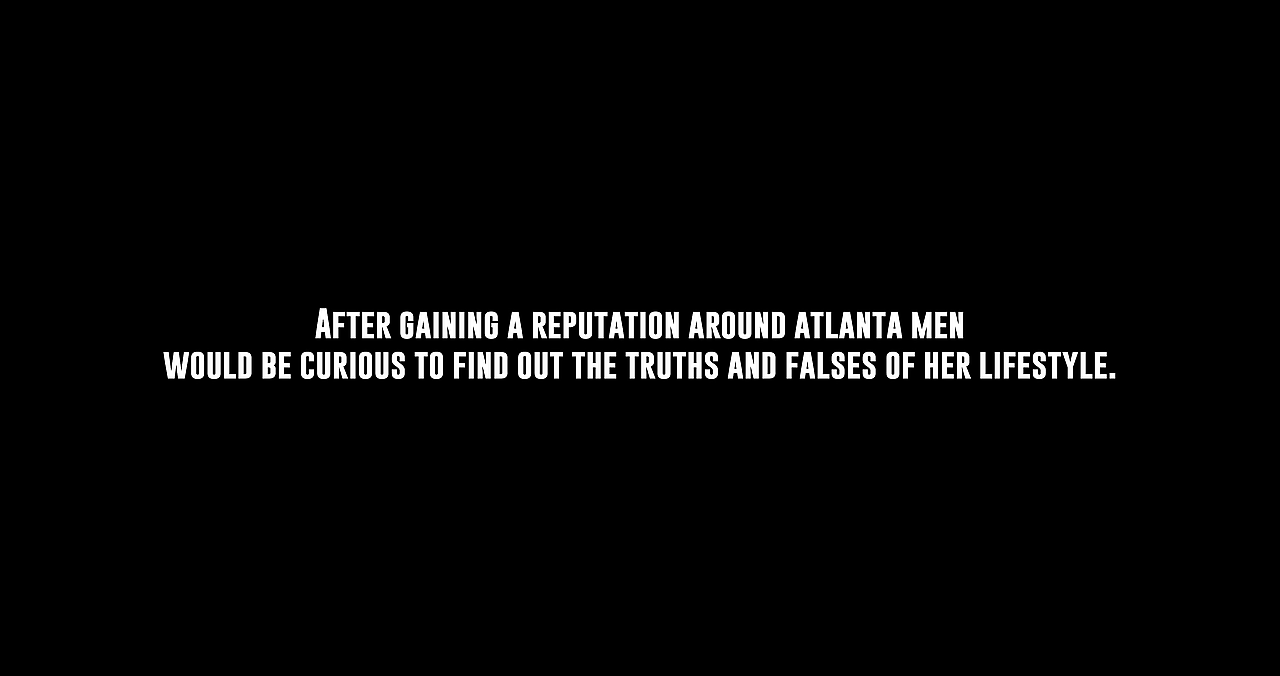 After gaining a reputation around atlanta men
would be curious to find out the truths and falses of her lifestyle.